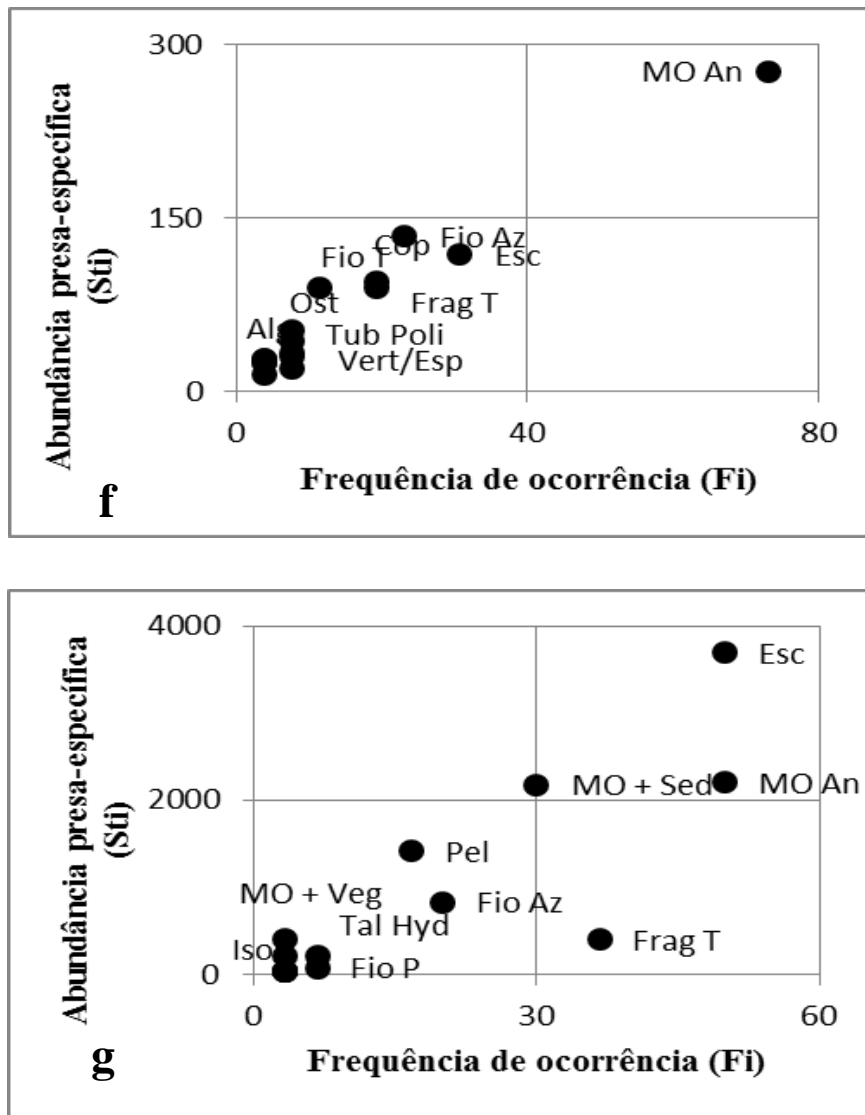 Abundância presa-específica
(Sti)
300
150
0
MO An
Cop
Fio Az
Fio T
Esc
Ost
Frag T
Tub Poli
Vert/Esp
0
40
80
Frequência de ocorrência (Fi)
f
Abundância presa-específica
(Sti)
4000
2000
0
Esc
MO + Sed
MO An
Pel
MO + Veg
Fio Az
Tal Hyd
Iso
Frag T
Fio P
0
30
60
Frequência de ocorrência (Fi)
g